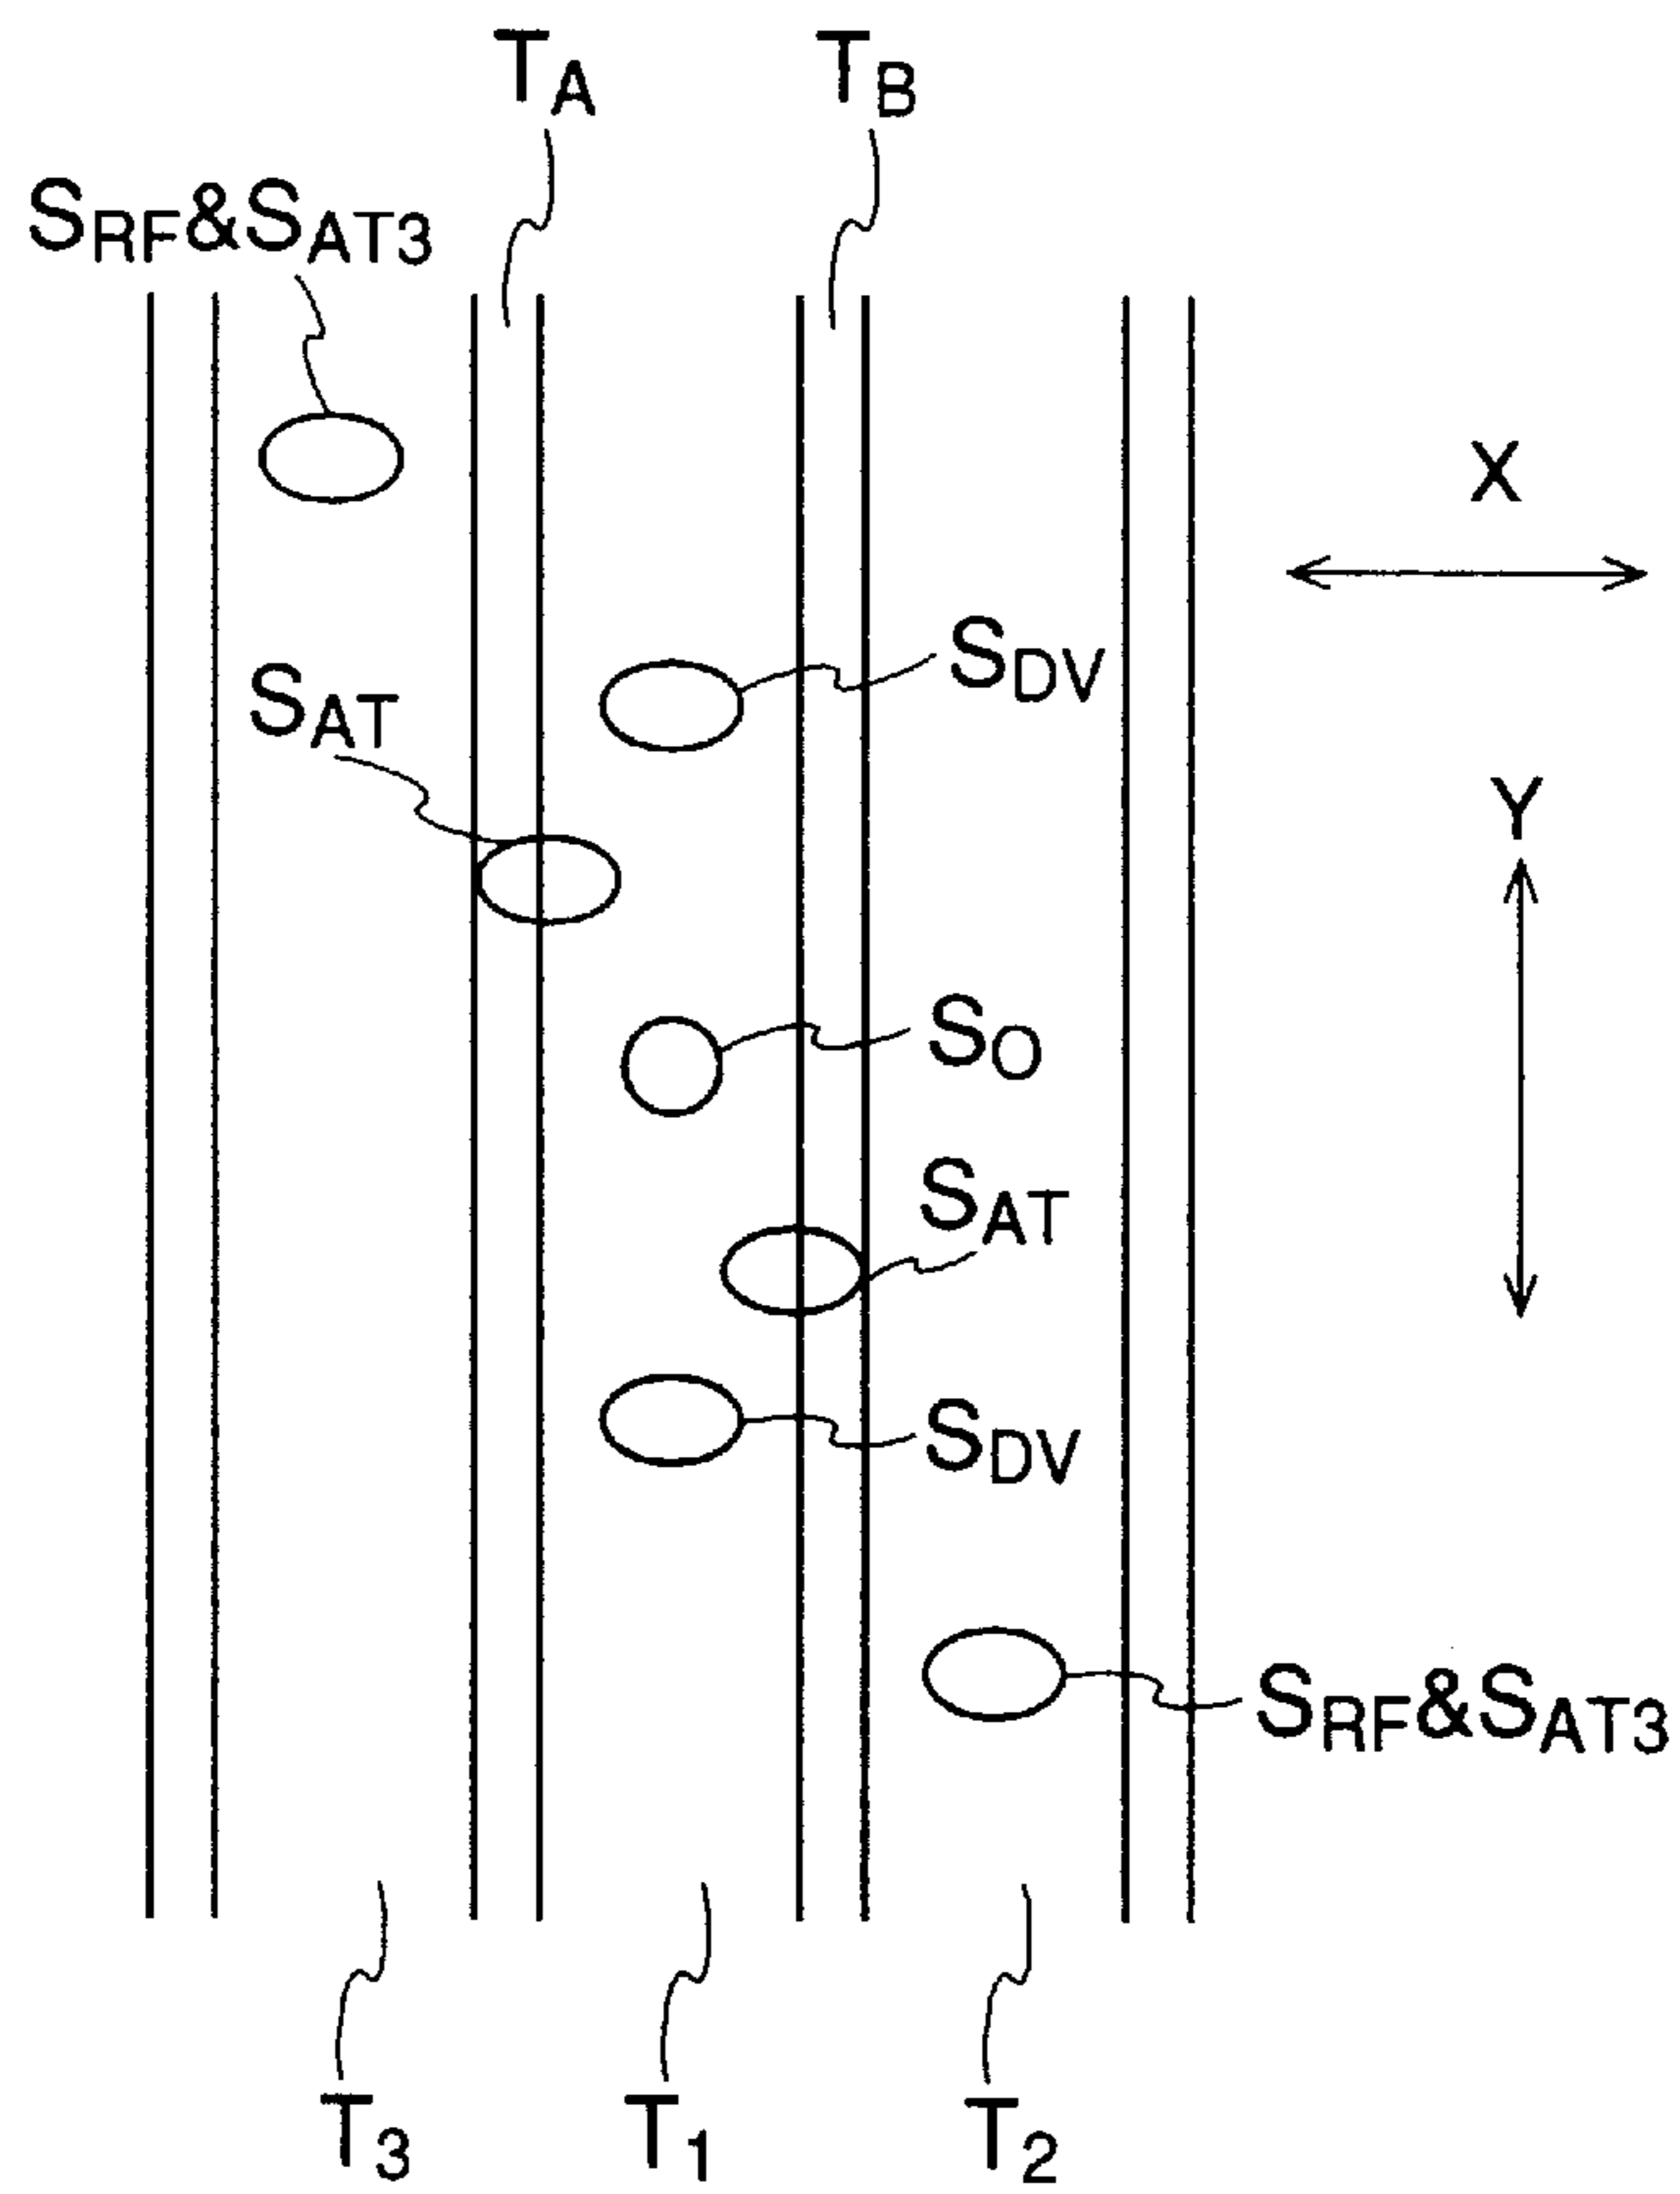 TA
TB
SRF&SAT3
X
SDV
SAT
Y
SO
SAT
SDV
SRF&SAT3
T3
T1
T2